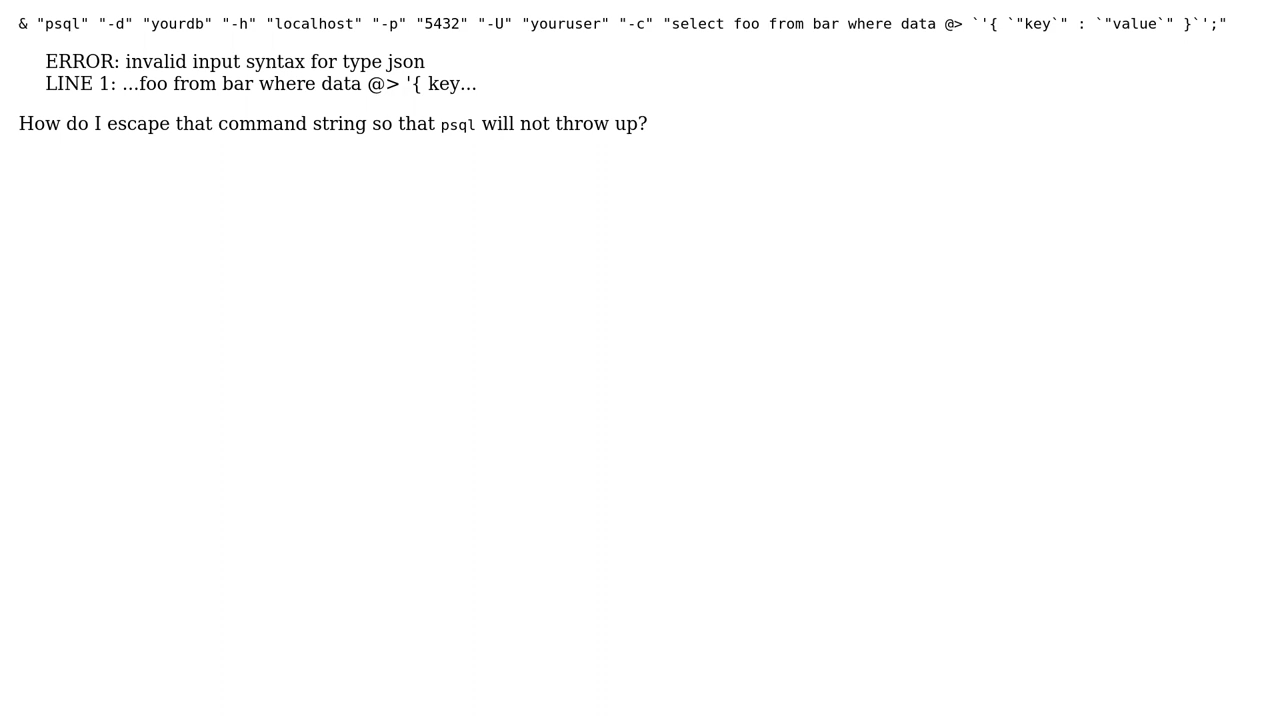 & "psql" "-d" "yourdb" "-h" "localhost" "-p" "5432" "-U" "youruser" "-c" "select foo from bar where data @> `'{ `"key`" : `"value`" }`';"
ERROR: invalid input syntax for type json
LINE 1: ...foo from bar where data @> '{ key...
How do I escape that command string so that psql will not throw up?